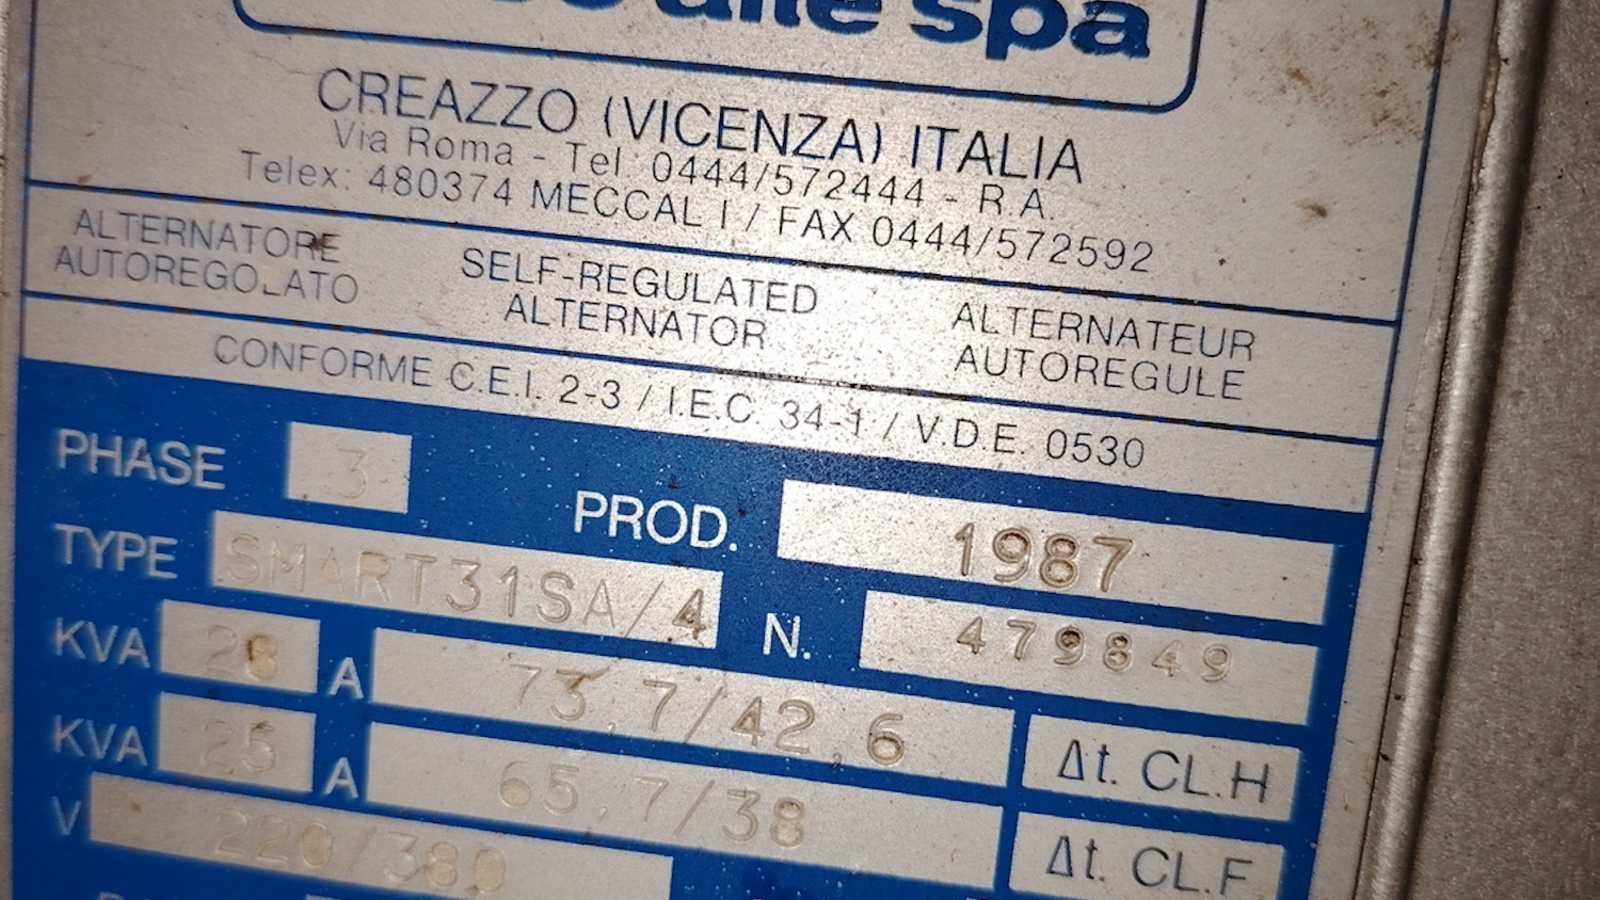 spa
CREAZZO (VICENZA) ITALIA
Via Roma - Tel. 0444/572444 - R.A.
Telex: 480374 MECCAL I / FAX 0444/572592
ALTERNATORE AUTOREGOLATO
SELF-REGULATED ALTERNATOR
ALTERNATEUR AUTOREGULE
CONFORME C.E.I. 2-3 / I.E.C. 34-1 / V.D.E. 0530
PHASE 3 PROD. 1987
TYPE SMART31SA/4 N. 479849
KVA 28 A 73,7/42,6 Δt. CL.H
KVA 25 A 65,7/38 Δt. CL.F
V 220/380